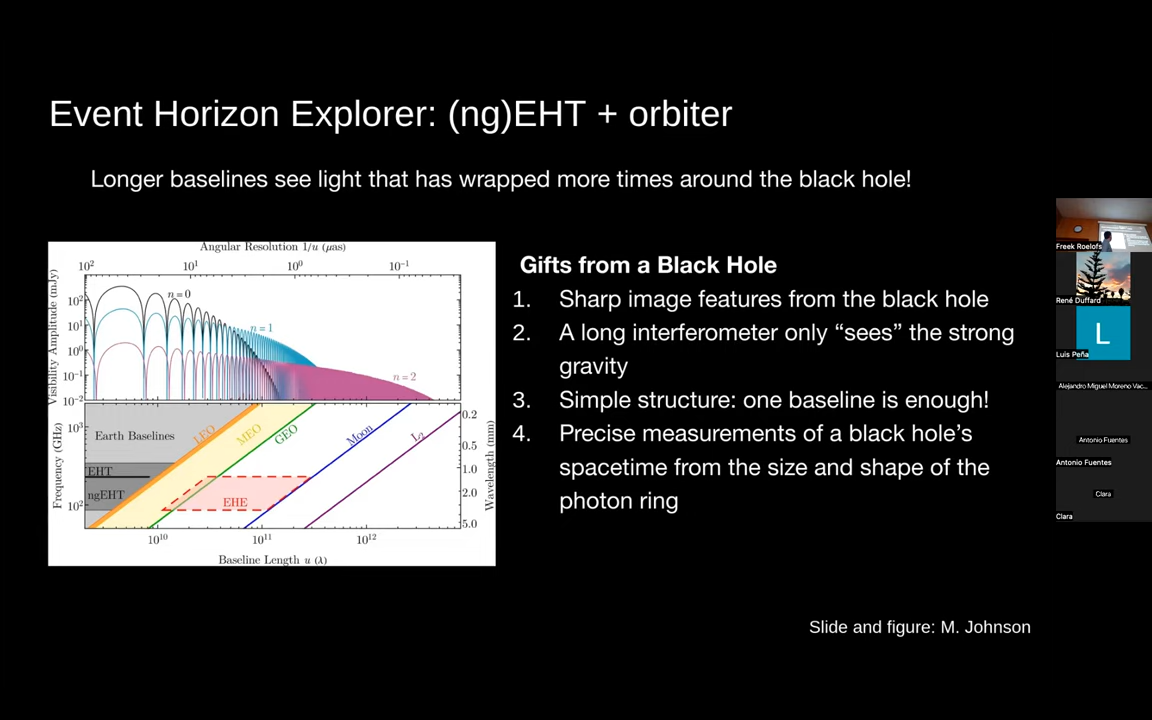 Event Horizon Explorer: (ng)EHT + orbiter
Longer baselines see light that has wrapped more times around the black hole!
Angular Resolution 1/u (μas)
10² 10¹ 10⁰ 10⁻¹
Visibility Amplitude (mJy)
10² 10¹ 10⁰ 10⁻¹ 10⁻²
n = 0
n = 1
n = 2
Frequency (GHz)
10³ 10²
Earth Baselines
EHT
ngEHT
LEO
MEO
GEO
Moon
L₂
EHE
0.2 0.5 1.0 2.0 5.0
Wavelength (mm)
10¹⁰ 10¹¹ 10¹²
Baseline Length u (λ)
Gifts from a Black Hole
1. Sharp image features from the black hole
2. A long interferometer only “sees” the strong
gravity
3. Simple structure: one baseline is enough!
4. Precise measurements of a black hole’s
spacetime from the size and shape of the
photon ring
Slide and figure: M. Johnson
Freek Roelofs
René Duffard
L
Luis Peña
Alejandro Miguel Moreno Vac...
Antonio Fuentes
Antonio Fuentes
Clara
Clara